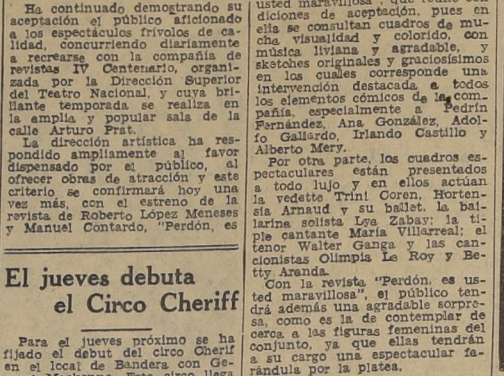 Ha continuado demostrando su
aceptación el público aficionado
a los espectáculos frívolos de ca-
lidad, concurriendo diariamente
a recrearse con la compañía de
revistas IV Centenario, organi-
zada por la Dirección Superior
del Teatro Nacional, y cuya bri-
llante temporada se realiza en
la amplia y popular sala de la
calle Arturo Prat.
La dirección artística ha res-
pondido ampliamente al favor
dispensado por el público, al
ofrecer obras de atracción y este
criterio se confirmará hoy una
vez más, con el estreno de la
revista de Roberto López Meneses
y Manuel Contardo, "Perdón, es
El jueves debuta
el Circo Cheriff
Para el jueves próximo se ha
fijado el debut del circo Cherif
en el local de Bandera con Ge-
usted maravillosa",
diciones de aceptación, pues en
ella se consultan cuadros de mu-
cha visualidad y colorido, con
música liviana y agradable, y
sketches originales y graciosísimos
en los cuales corresponde una
intervención destacada a todos
los elementos cómicos de la com-
pañía, especialmente a Pedrín
Fernández, Ana González, Adol-
fo Gallardo, Irlando Castillo y
Alberto Mery.
Por otra parte, los cuadros es-
pectaculares están presentados
a todo lujo y en ellos actúan
la vedette Trini Coren, Horten-
sia Arnaud y su ballet, la bai-
larina solista Lya Zabay; la ti-
ple cantante María Villarreal; el
tenor Walter Ganga y las can-
cionistas Olimpia Le Roy y Be-
tty Aranda.
Con la revista "Perdón, es us-
ted maravillosa", el público ten-
drá además una agradable sorpre-
sa, como es la de contemplar de
cerca a las figuras femeninas del
conjunto, ya que ellas tendrán
a su cargo una espectacular fa-
rándula por la platea.